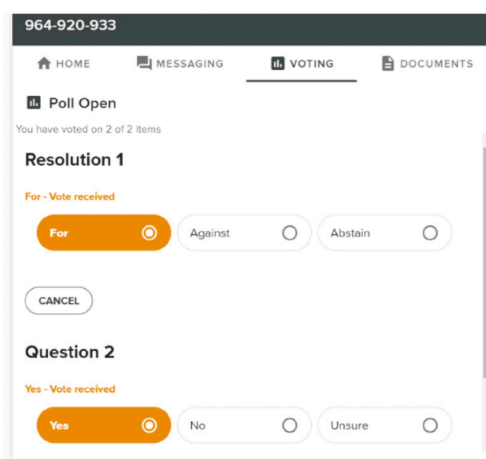 964-920-933
HOME MESSAGING VOTING DOCUMENTS
Poll Open
You have voted on 2 of 2 items
Resolution 1
For - Vote received
For Against Abstain
CANCEL
Question 2
Yes - Vote received
Yes No Unsure